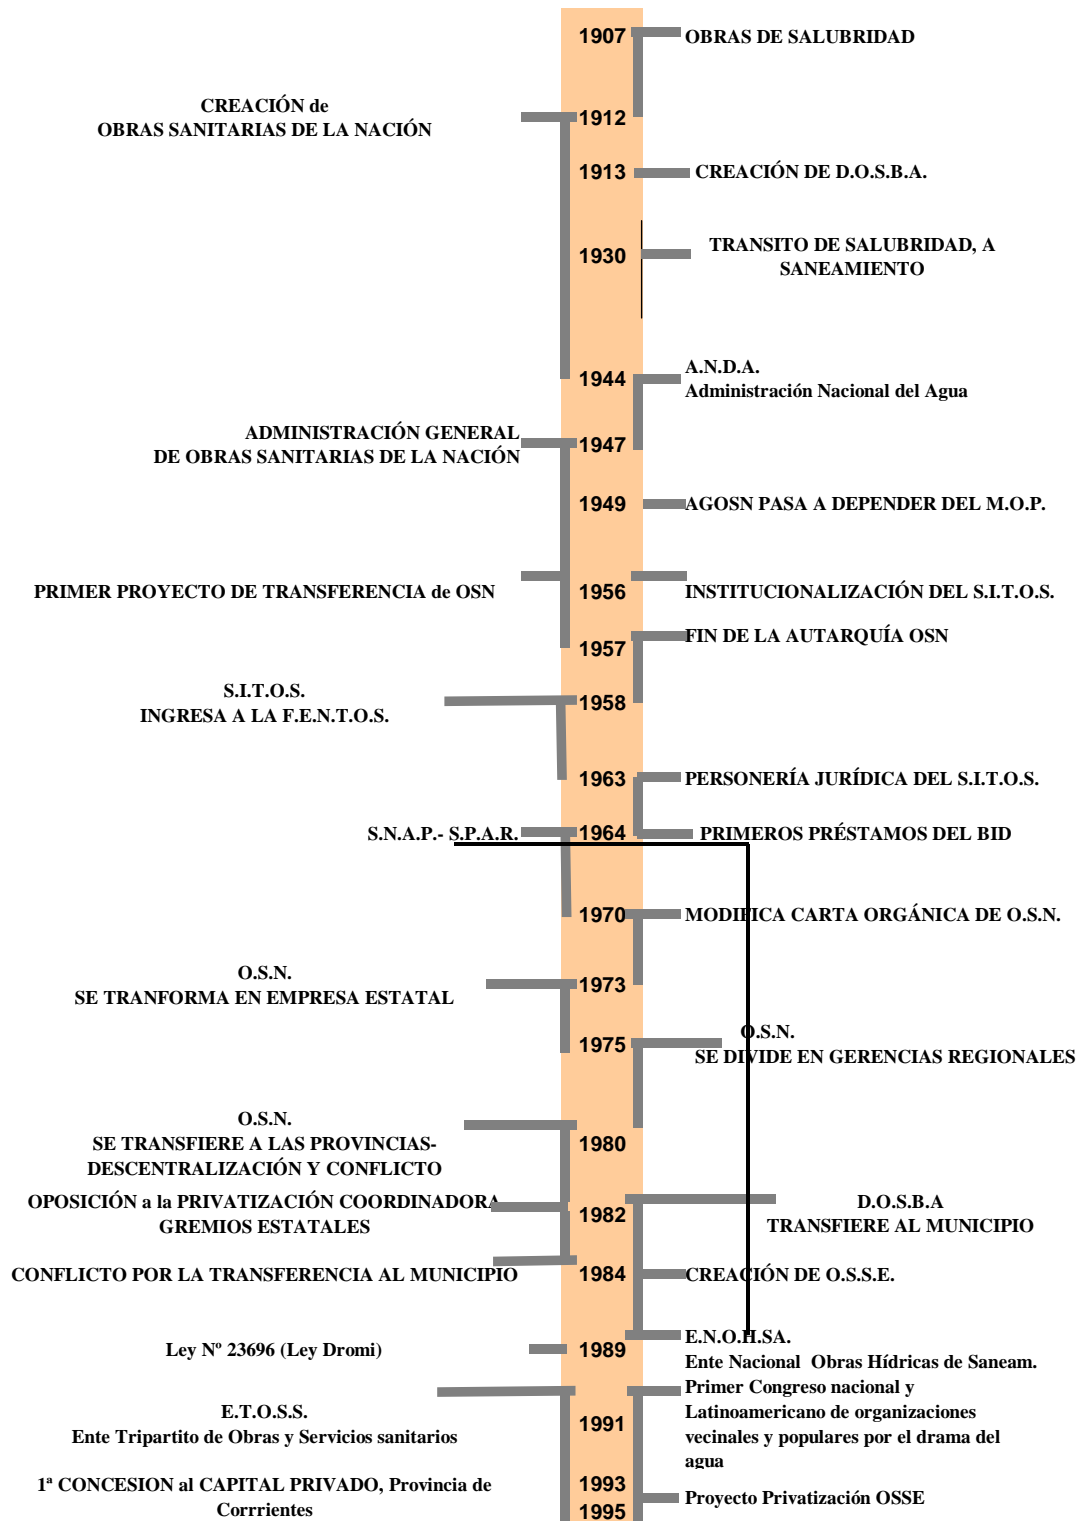 1907
OBRAS DE SALUBRIDAD
CREACIÓN de
OBRAS SANITARIAS DE LA NACIÓN
1912
1913
CREACIÓN DE D.O.S.B.A.
1930
TRANSITO DE SALUBRIDAD, A
SANEAMIENTO
1944
A.N.D.A.
Administración Nacional del Agua
ADMINISTRACIÓN GENERAL
DE OBRAS SANITARIAS DE LA NACIÓN
1947
1949
AGOSN PASA A DEPENDER DEL M.O.P.
PRIMER PROYECTO DE TRANSFERENCIA de OSN
1956
INSTITUCIONALIZACIÓN DEL S.I.T.O.S.
1957
FIN DE LA AUTARQUÍA OSN
S.I.T.O.S.
INGRESA A LA F.E.N.T.O.S.
1958
1963
PERSONERÍA JURÍDICA DEL S.I.T.O.S.
S.N.A.P.- S.P.A.R.
1964
PRIMEROS PRÉSTAMOS DEL BID
1970
MODIFICA CARTA ORGÁNICA DE O.S.N.
O.S.N.
SE TRANFORMA EN EMPRESA ESTATAL
1973
1975
O.S.N.
SE DIVIDE EN GERENCIAS REGIONALES
O.S.N.
SE TRANSFIERE A LAS PROVINCIAS-
DESCENTRALIZACIÓN Y CONFLICTO
1980
OPOSICIÓN a la PRIVATIZACIÓN COORDINADORA
GREMIOS ESTATALES
1982
D.O.S.B.A
TRANSFIERE AL MUNICIPIO
CONFLICTO POR LA TRANSFERENCIA AL MUNICIPIO
1984
CREACIÓN DE O.S.S.E.
Ley Nº 23696 (Ley Dromi)
1989
E.N.O.H.SA.
Ente Nacional Obras Hídricas de Saneam.
E.T.O.S.S.
Ente Tripartito de Obras y Servicios sanitarios
1991
Primer Congreso nacional y
Latinoamericano de organizaciones
vecinales y populares por el drama del
agua
1ª CONCESION al CAPITAL PRIVADO, Provincia de
Corrrientes
1993
1995
Proyecto Privatización OSSE